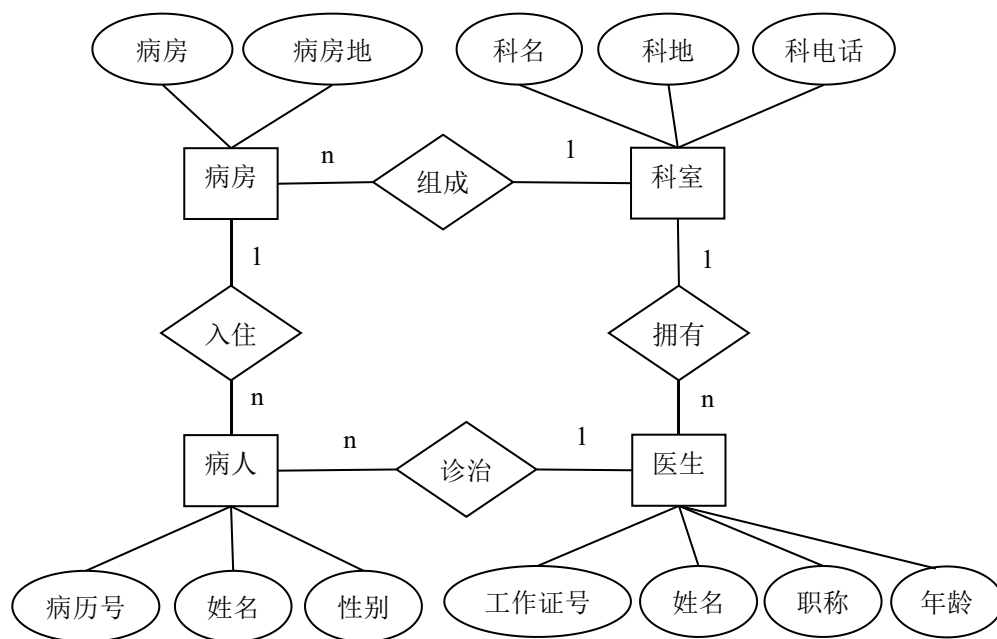 病房 病房地 科名 科地 科电话
n 1
病房 组成 科室
1 1
入住 拥有
n n
n 1
病人 诊治 医生
病历号 姓名 性别 工作证号 姓名 职称 年龄